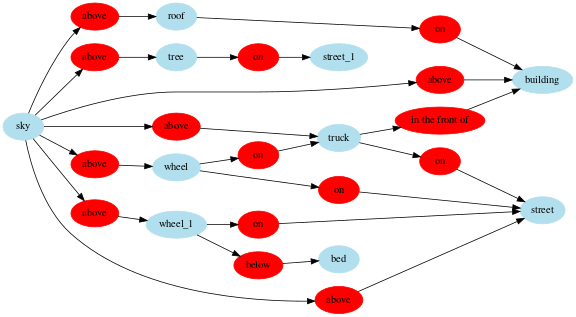 above
roof
on
above
tree
on
street_1
above
building
sky
above
truck
in the front of
above
wheel
on
on
on
above
wheel_1
on
street
below
bed
above